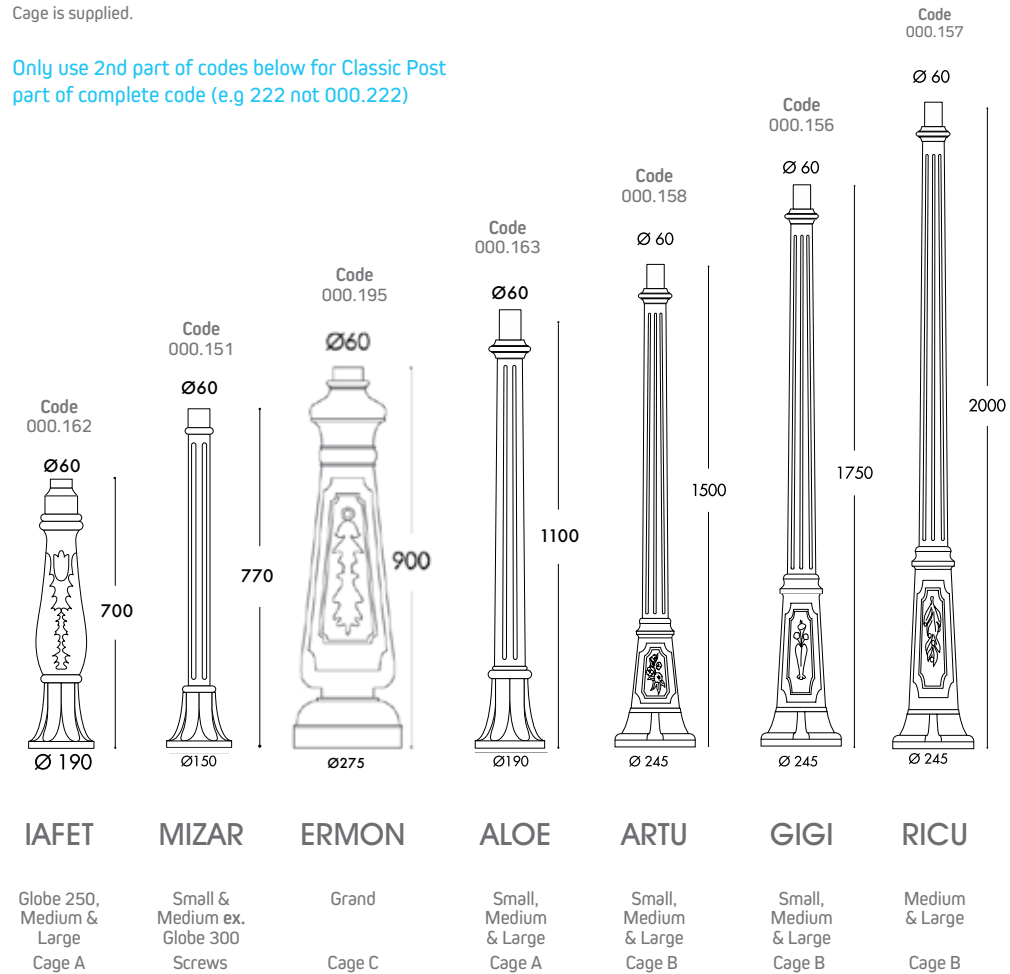 Cage is supplied.
Only use 2nd part of codes below for Classic Post
part of complete code (e.g 222 not 000.222)
Code
000.162
Ø60
700
Ø 190
Code
000.151
Ø60
770
Ø150
Code
000.195
Ø60
900
Ø275
Code
000.163
Ø60
1100
Ø190
Code
000.158
Ø 60
1500
Ø 245
Code
000.156
Ø 60
1750
Ø 245
Code
000.157
Ø 60
2000
Ø 245
IAFET
Globe 250,
Medium &
Large
Cage A
MIZAR
Small &
Medium ex.
Globe 300
Screws
ERMON
Grand
Cage C
ALOE
Small,
Medium
& Large
Cage A
ARTU
Small,
Medium
& Large
Cage B
GIGI
Small,
Medium
& Large
Cage B
RICU
Medium
& Large
Cage B